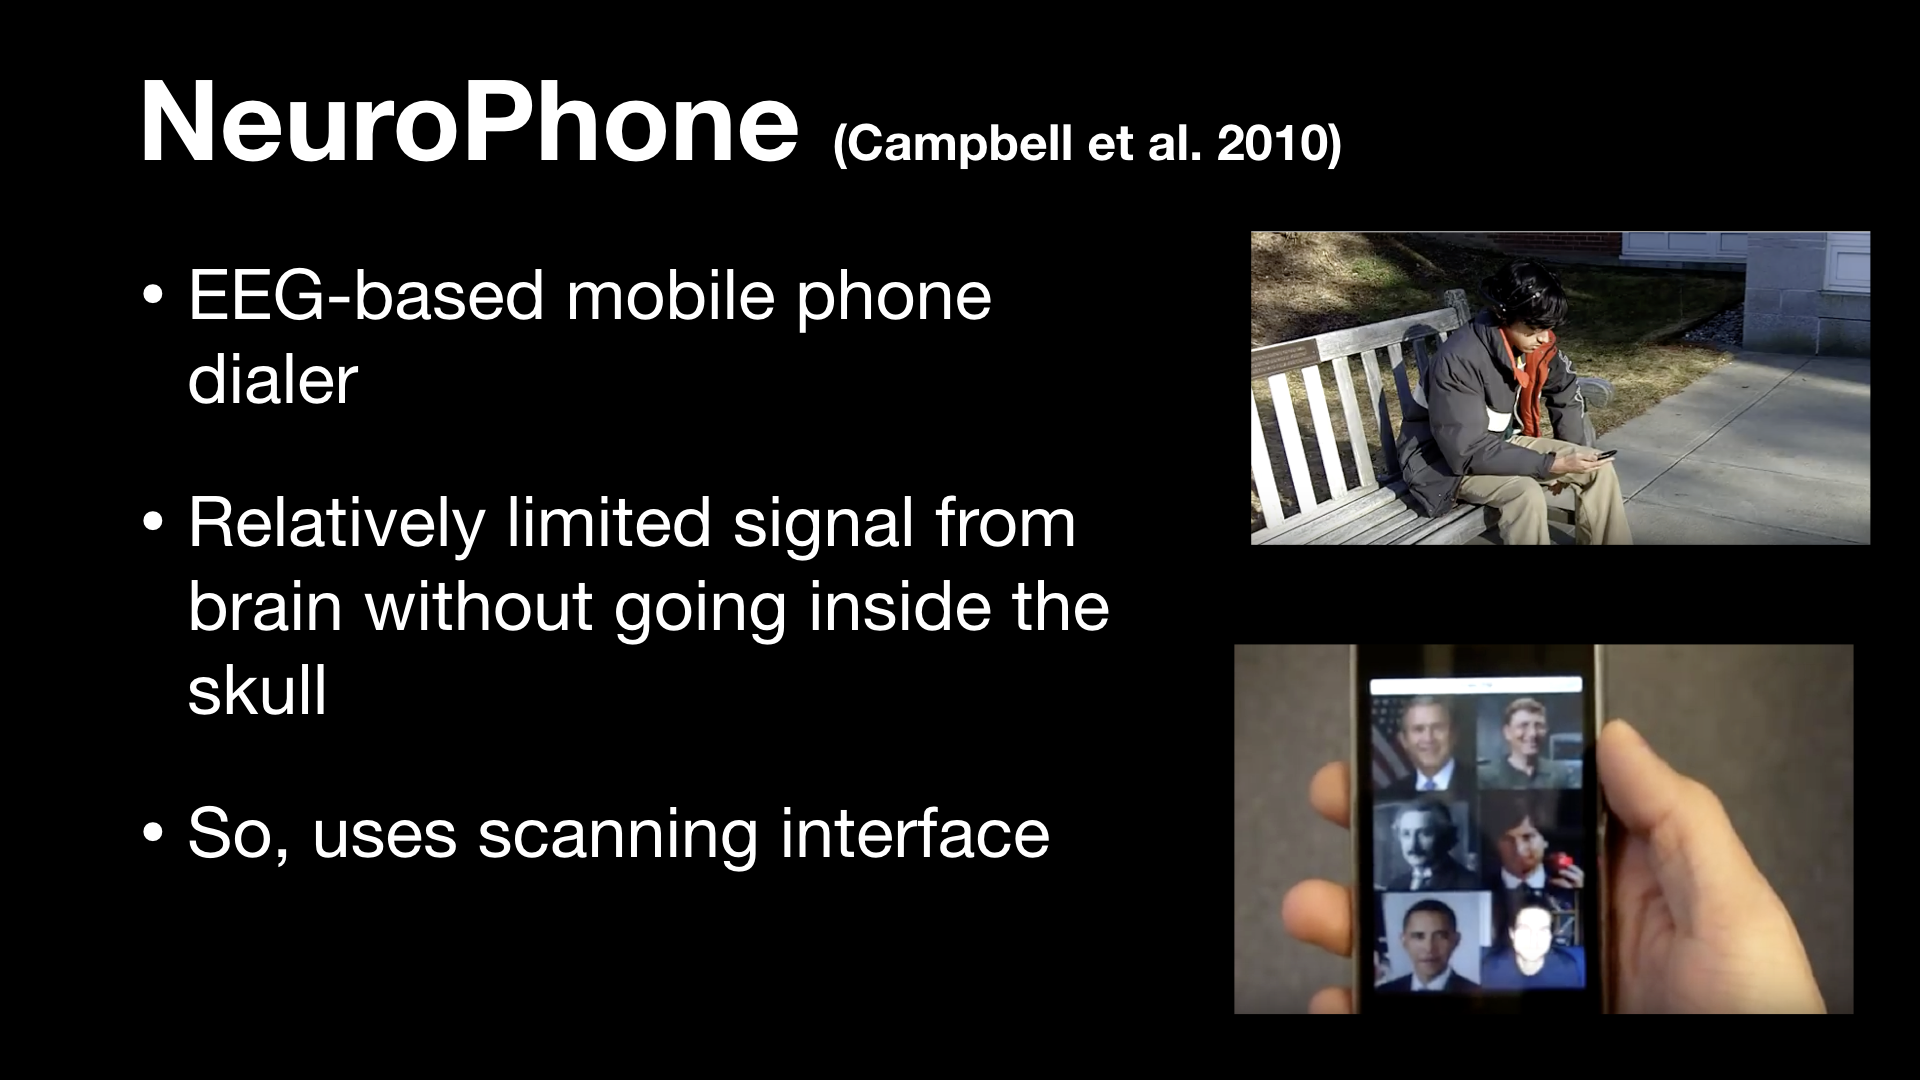 NeuroPhone (Campbell et al. 2010)
• EEG-based mobile phone
dialer
• Relatively limited signal from
brain without going inside the
skull
• So, uses scanning interface